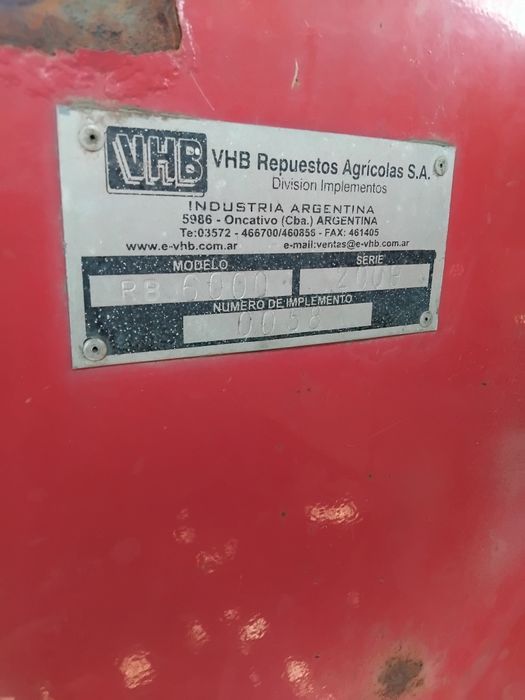 VHB
VHB Repuestos Agrícolas S.A.
Division Implementos
INDUSTRIA ARGENTINA
5986 - Oncativo (Cba.) ARGENTINA
Te:03572 - 466700/460856 - FAX: 461405
www.e-vhb.com.ar e-mail:ventas@e-vhb.com.ar
MODELO SERIE
RB 6000
NUMERO DE IMPLEMENTO
0058